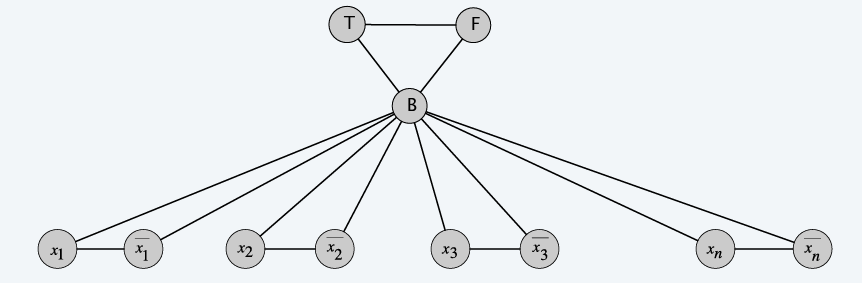 T F
B
x₁ x̅₁ x₂ x̅₂ x₃ x̅₃ xₙ x̅ₙ